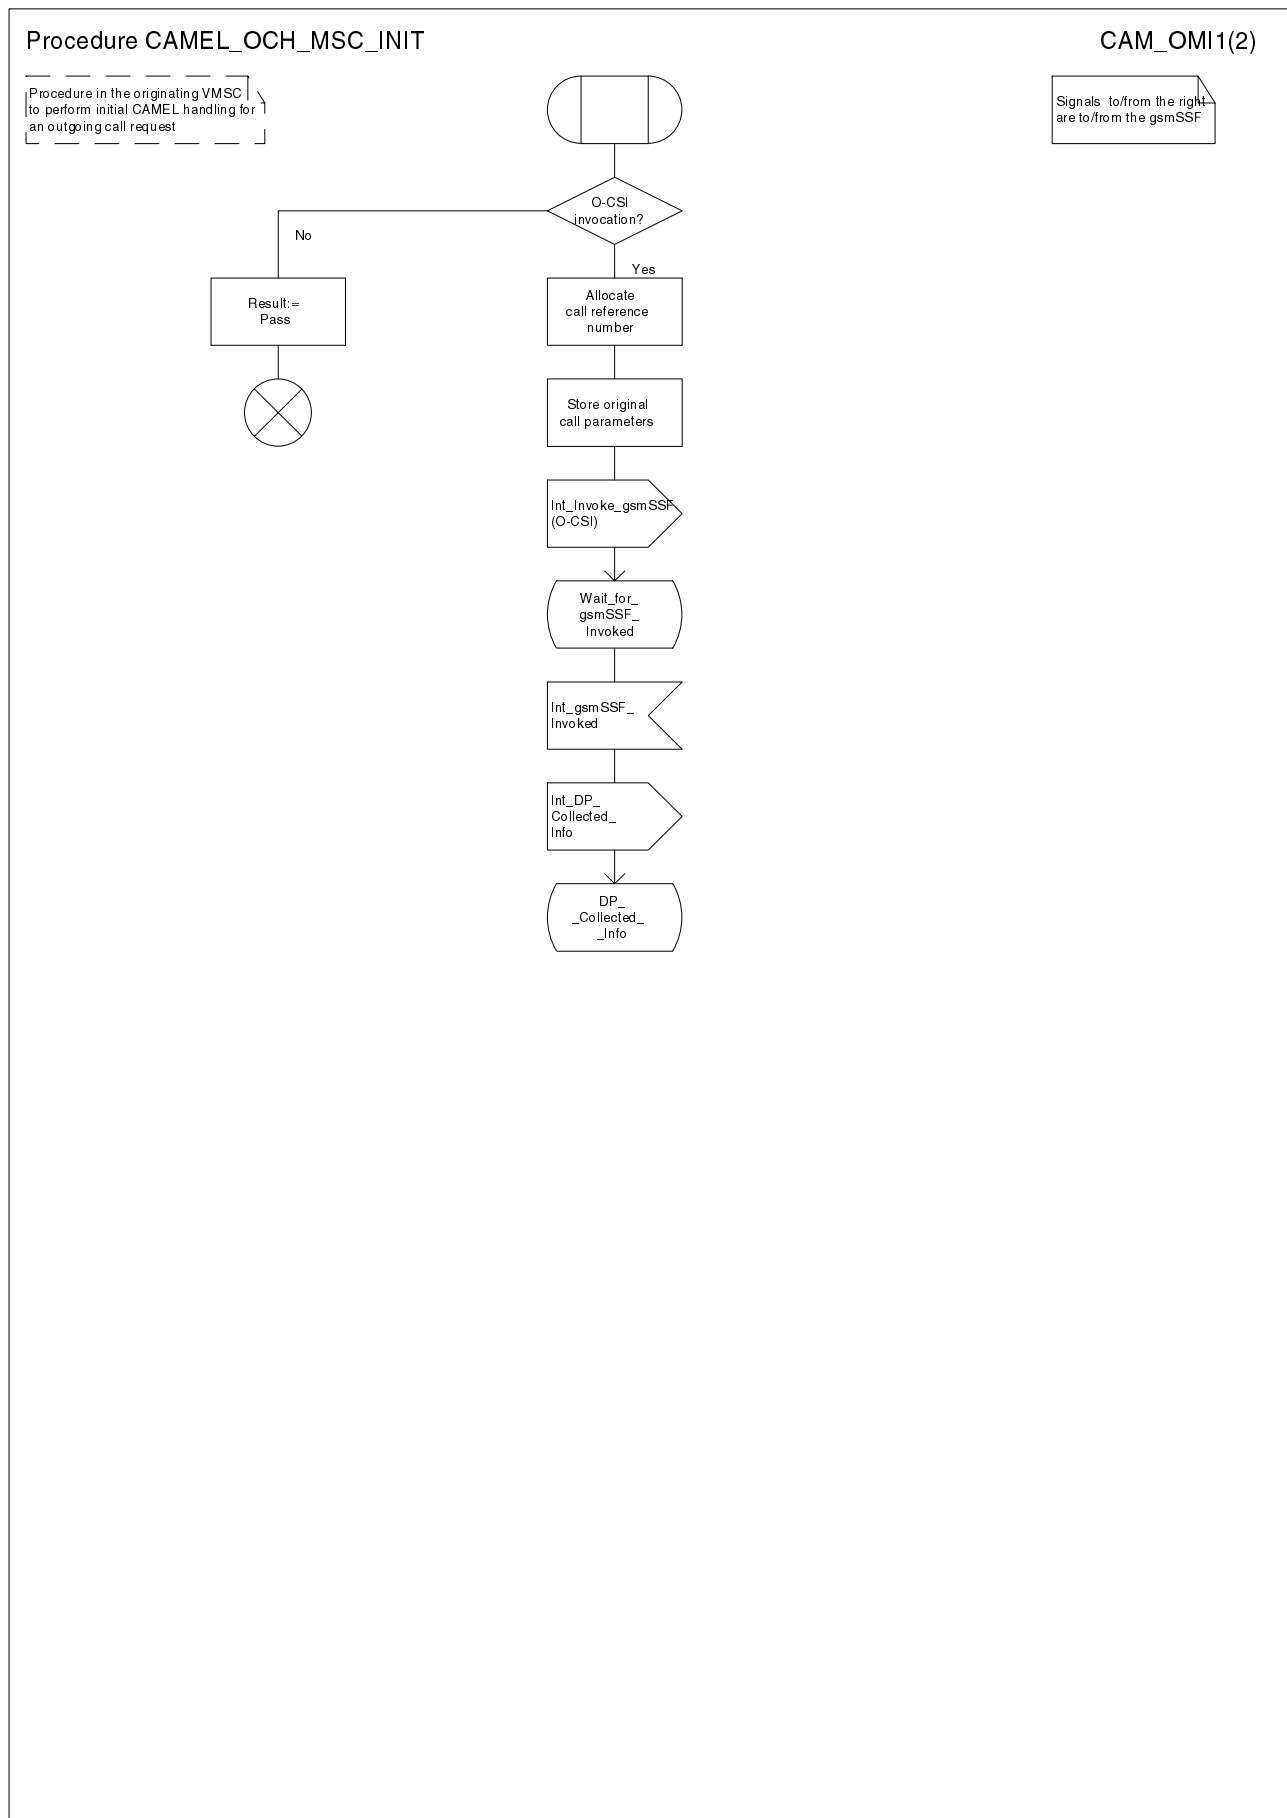 Procedure CAMEL_OCH_MSC_INIT
CAM_OMI1(2)
Procedure in the originating VMSC
to perform initial CAMEL handling for
an outgoing call request
Signals to/from the right
are to/from the gsmSSF
O-CSI
invocation?
No
Yes
Result:=
Pass
Allocate
call reference
number
Store original
call parameters
Int_Invoke_gsmSSF
(O-CSI)
Wait_for_
gsmSSF_
Invoked
Int_gsmSSF_
Invoked
Int_DP_
Collected_
Info
DP_
_Collected_
_Info